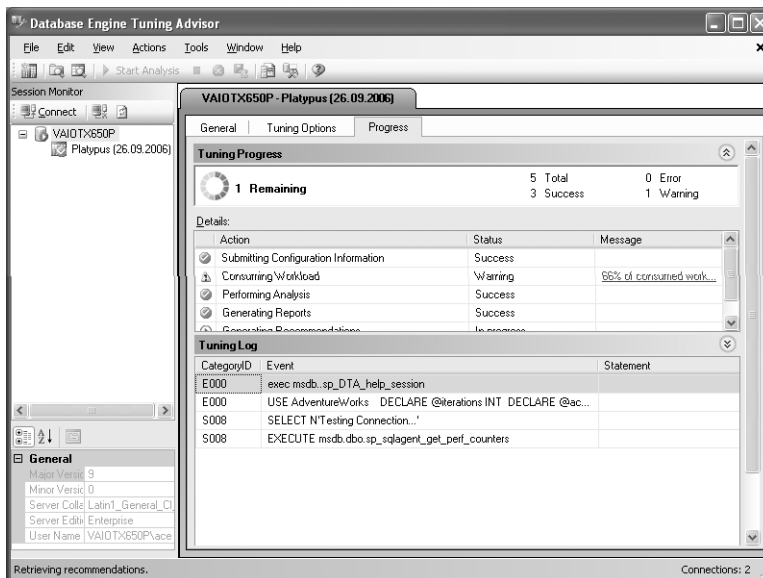 Database Engine Tuning Advisor
File Edit View Actions Tools Window Help
Start Analysis
Session Monitor
Connect
VAIOTX650P
Platypus (26.09.2006)
VAIOTX650P - Platypus (26.09.2006)
General Tuning Options Progress
Tuning Progress
1 Remaining
5 Total 0 Error
3 Success 1 Warning
Details:
Action Status Message
Submitting Configuration Information Success
Consuming Workload Warning 66% of consumed work...
Performing Analysis Success
Generating Reports Success
Generating Recommendations In progress
Tuning Log
CategoryID Event Statement
E000 exec msdb..sp_DTA_help_session
E000 USE AdventureWorks DECLARE @iterations INT DECLARE @ac...
S008 SELECT N'Testing Connection...'
S008 EXECUTE msdb.dbo.sp_sqlagent_get_perf_counters
General
Major Versic 9
Minor Versic 0
Server Colla Latin1_General_CI_
Server Editi Enterprise
User Name VAIOTX650P\ace
Retrieving recommendations. Connections: 2